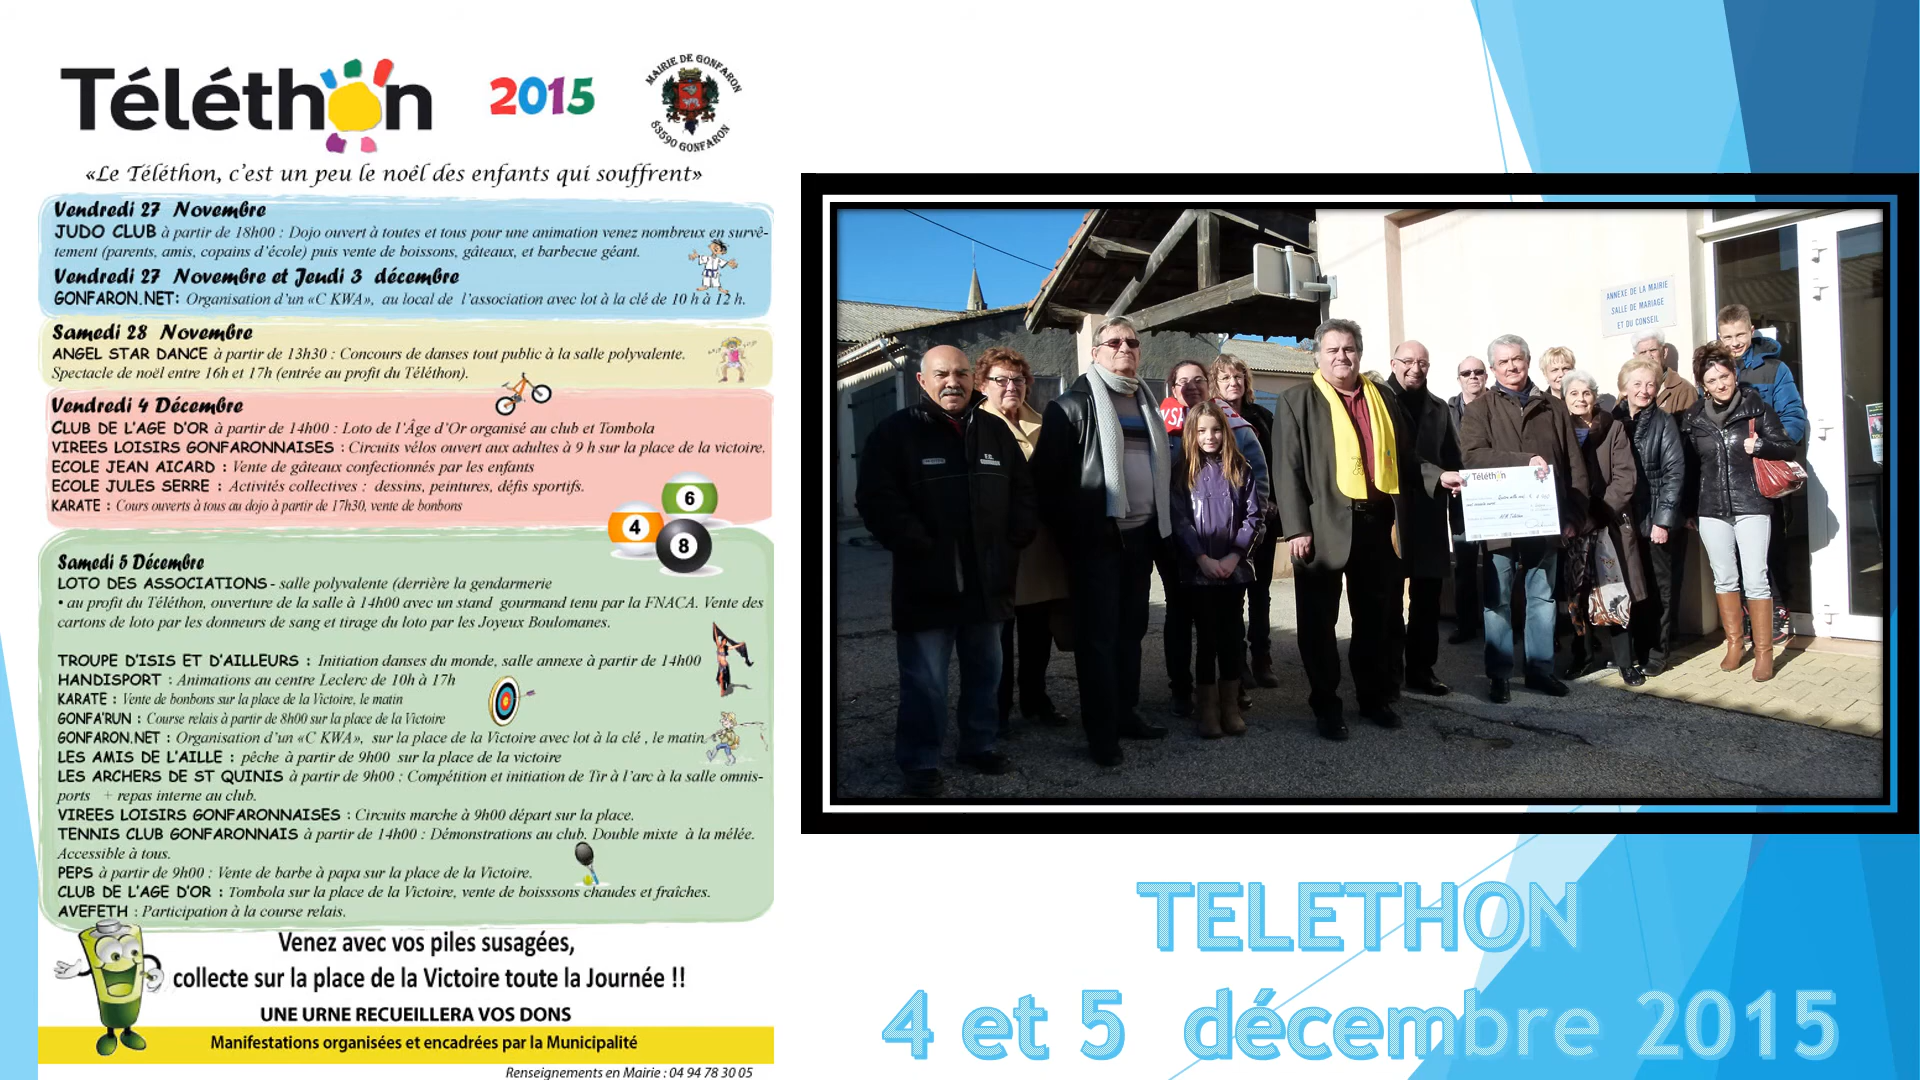 Téléthon 2015
MAIRIE DE GONFARON
83590 GONFARON
«Le Téléthon, c'est un peu le noêl des enfants qui souffrent»
Vendredi 27 Novembre
JUDO CLUB à partir de 18h00 : Dojo ouvert à toutes et tous pour une animation venez nombreux en survê-
tement (parents, amis, copains d'école) puis vente de boissons, gâteaux, et barbecue géant.
Vendredi 27 Novembre et Jeudi 3 décembre
GONFARON.NET: Organisation d'un «C KWA», au local de l'association avec lot à la clé de 10 h à 12 h.
Samedi 28 Novembre
ANGEL STAR DANCE à partir de 13h30 : Concours de danses tout public à la salle polyvalente.
Spectacle de noël entre 16h et 17h (entrée au profit du Téléthon).
Vendredi 4 Décembre
CLUB DE L'AGE D'OR à partir de 14h00 : Loto de l'Âge d'Or organisé au club et Tombola
VIREES LOISIRS GONFARONNAISES : Circuits vélos ouvert aux adultes à 9 h sur la place de la victoire.
ECOLE JEAN AICARD : Vente de gâteaux confectionnés par les enfants
ECOLE JULES SERRE : Activités collectives : dessins, peintures, défis sportifs.
KARATE : Cours ouverts à tous au dojo à partir de 17h30, vente de bonbons
6
4
8
Samedi 5 Décembre
LOTO DES ASSOCIATIONS - salle polyvalente (derrière la gendarmerie
• au profit du Téléthon, ouverture de la salle à 14h00 avec un stand gourmand tenu par la FNACA. Vente des
cartons de loto par les donneurs de sang et tirage du loto par les Joyeux Boulomanes.
TROUPE D'ISIS ET D'AILLEURS : Initiation danses du monde, salle annexe à partir de 14h00
HANDISPORT : Animations au centre Leclerc de 10h à 17h
KARATE : Vente de bonbons sur la place de la Victoire, le matin
GONFA'RUN : Course relais à partir de 8h00 sur la place de la Victoire
GONFARON.NET : Organisation d'un «C KWA», sur la place de la Victoire avec lot à la clé , le matin
LES AMIS DE L'AILLE : pêche à partir de 9h00 sur la place de la victoire
LES ARCHERS DE ST QUINIS à partir de 9h00 : Compétition et initiation de Tir à l'arc à la salle omnis-
ports + repas interne au club.
VIREES LOISIRS GONFARONNAISES : Circuits marche à 9h00 départ sur la place.
TENNIS CLUB GONFARONNAIS à partir de 14h00 : Démonstrations au club. Double mixte à la mélée.
Accessible à tous.
PEPS à partir de 9h00 : Vente de barbe à papa sur la place de la Victoire.
CLUB DE L'AGE D'OR : Tombola sur la place de la Victoire, vente de boisssons chaudes et fraîches.
AVEFETH : Participation à la course relais.
Venez avec vos piles susagées,
collecte sur la place de la Victoire toute la Journée !!
UNE URNE RECUEILLERA VOS DONS
Manifestations organisées et encadrées par la Municipalité
Renseignements en Mairie : 04 94 78 30 05
ANNEXE DE LA MAIRIE
SALLE DE MARIAGE
ET DU CONSEIL
Téléthon
TELETHON
4 et 5 décembre 2015